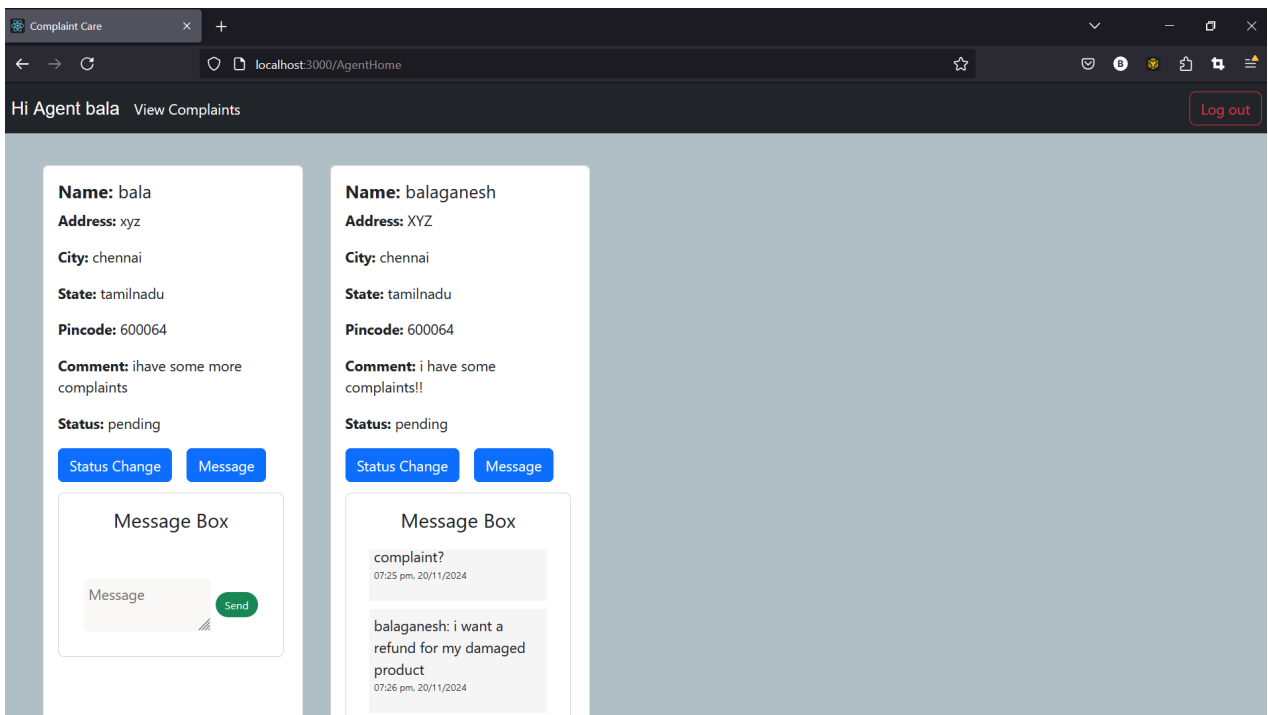 Complaint Care
localhost:3000/AgentHome
Hi Agent bala View Complaints Log out
Name: bala
Address: xyz
City: chennai
State: tamilnadu
Pincode: 600064
Comment: ihave some more
complaints
Status: pending
Status Change Message
Message Box
Message
Send
Name: balaganesh
Address: XYZ
City: chennai
State: tamilnadu
Pincode: 600064
Comment: i have some
complaints!!
Status: pending
Status Change Message
Message Box
complaint?
07:25 pm, 20/11/2024
balaganesh: i want a
refund for my damaged
product
07:26 pm, 20/11/2024